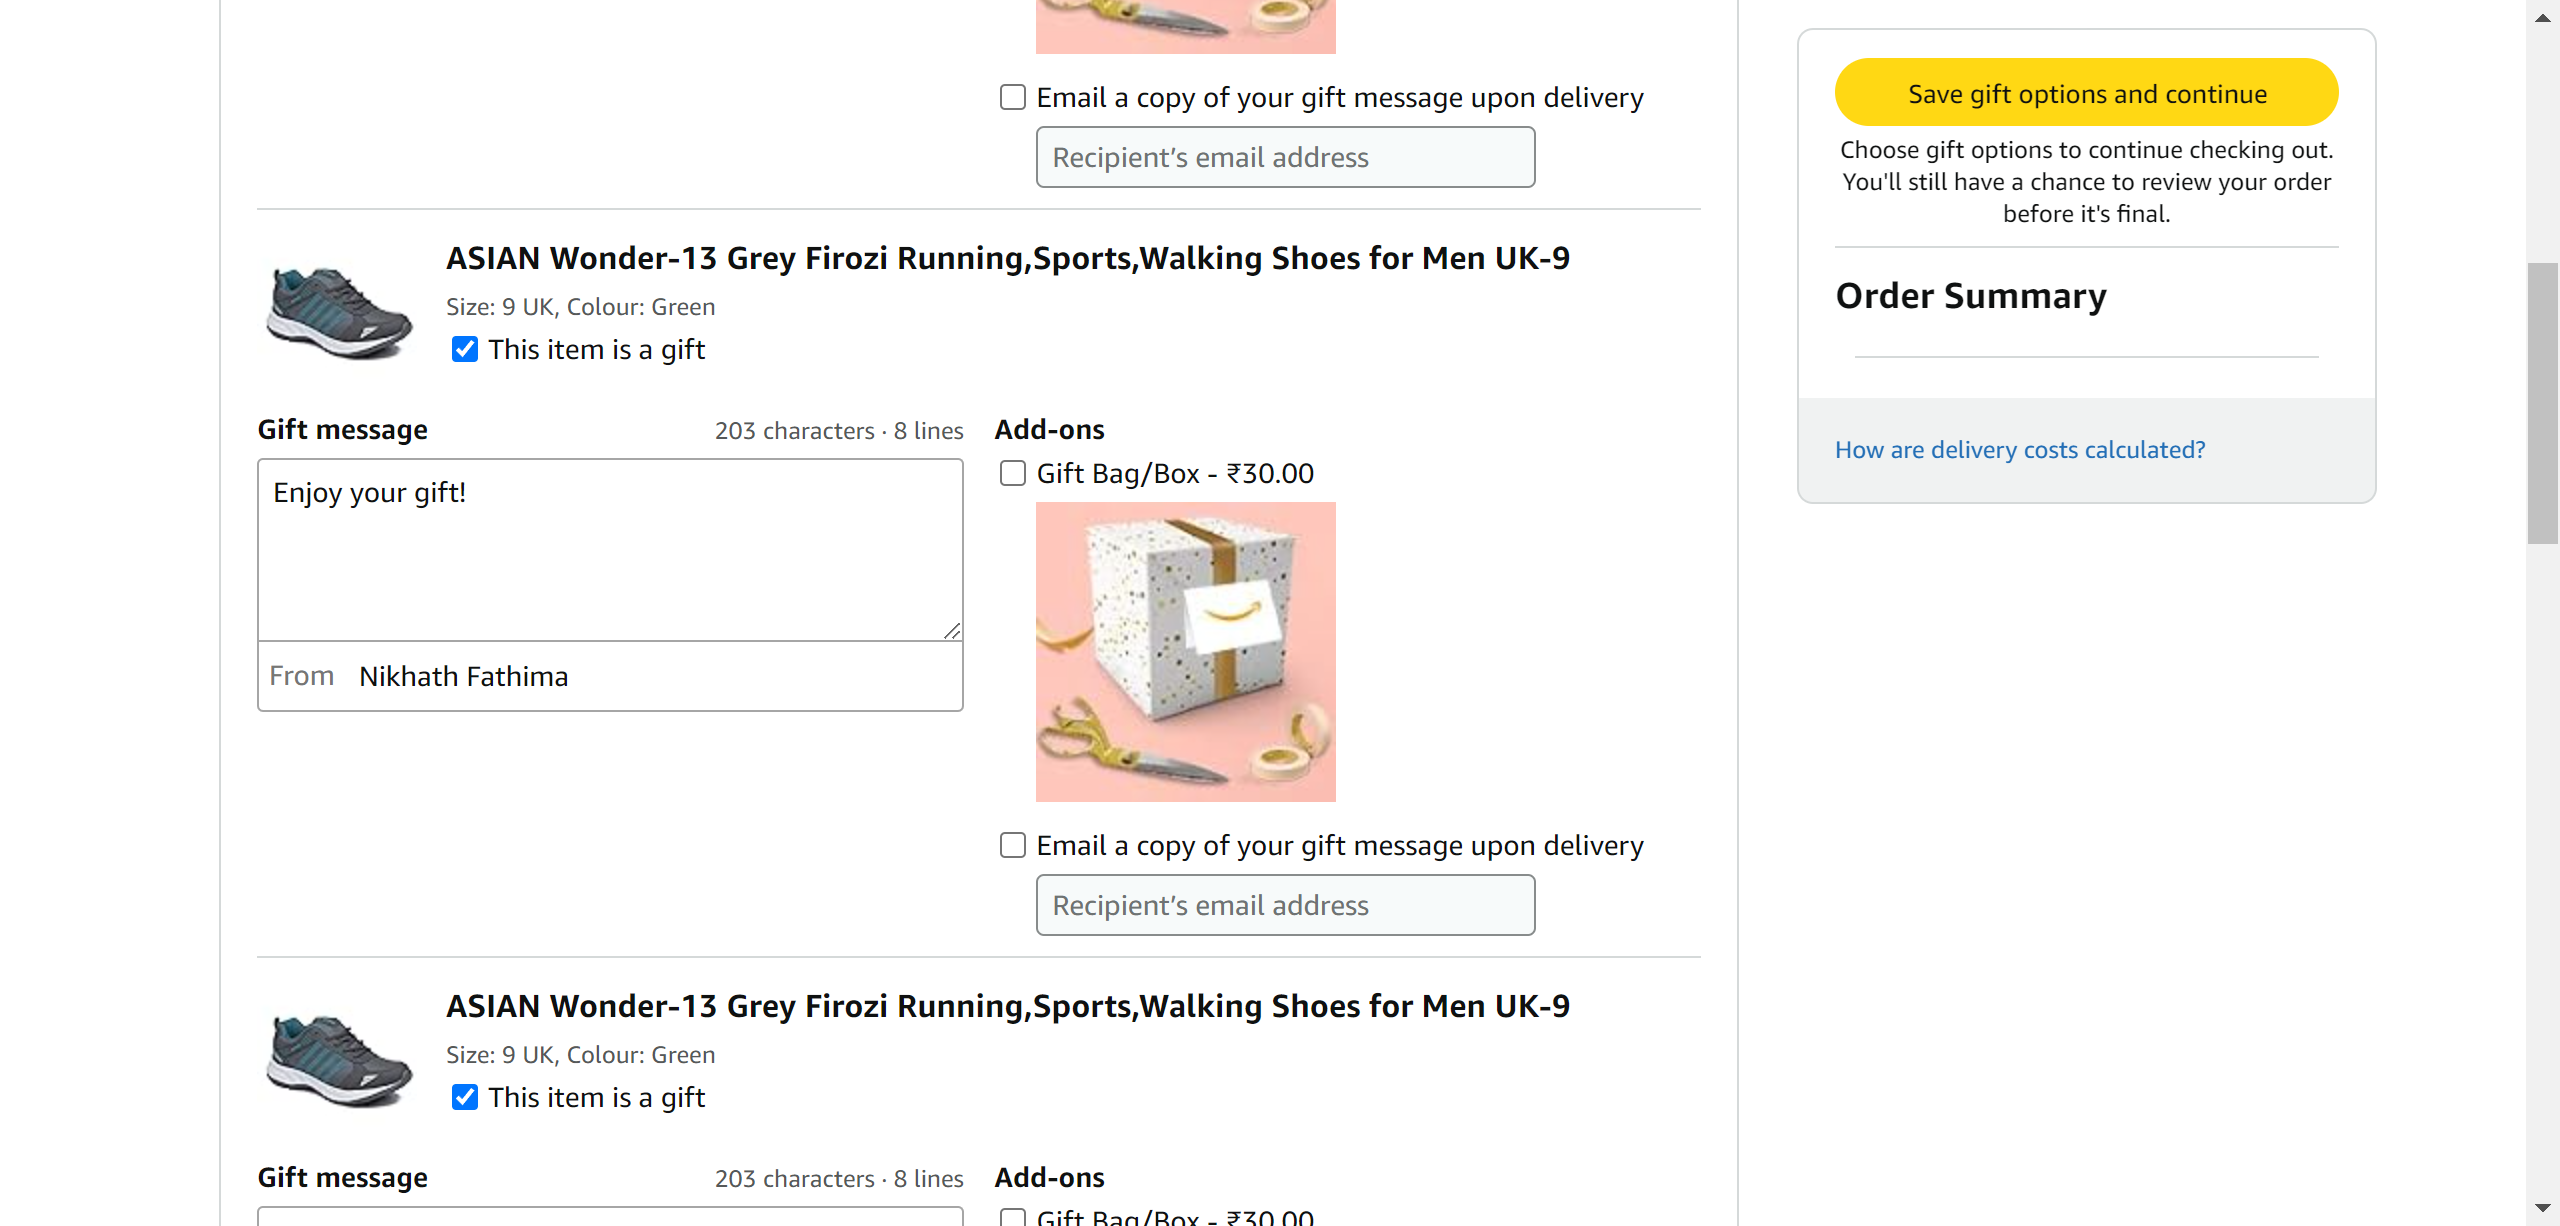 Email a copy of your gift message upon delivery
Recipient's email address
ASIAN Wonder-13 Grey Firozi Running,Sports,Walking Shoes for Men UK-9
Size: 9 UK, Colour: Green
This item is a gift
Gift message
203 characters · 8 lines
Enjoy your gift!
From Nikhath Fathima
Add-ons
Gift Bag/Box - ₹30.00
Email a copy of your gift message upon delivery
Recipient's email address
ASIAN Wonder-13 Grey Firozi Running,Sports,Walking Shoes for Men UK-9
Size: 9 UK, Colour: Green
This item is a gift
Gift message
203 characters · 8 lines
Add-ons
Gift Bag/Box - ₹30.00
Save gift options and continue
Choose gift options to continue checking out.
You'll still have a chance to review your order
before it's final.
Order Summary
How are delivery costs calculated?